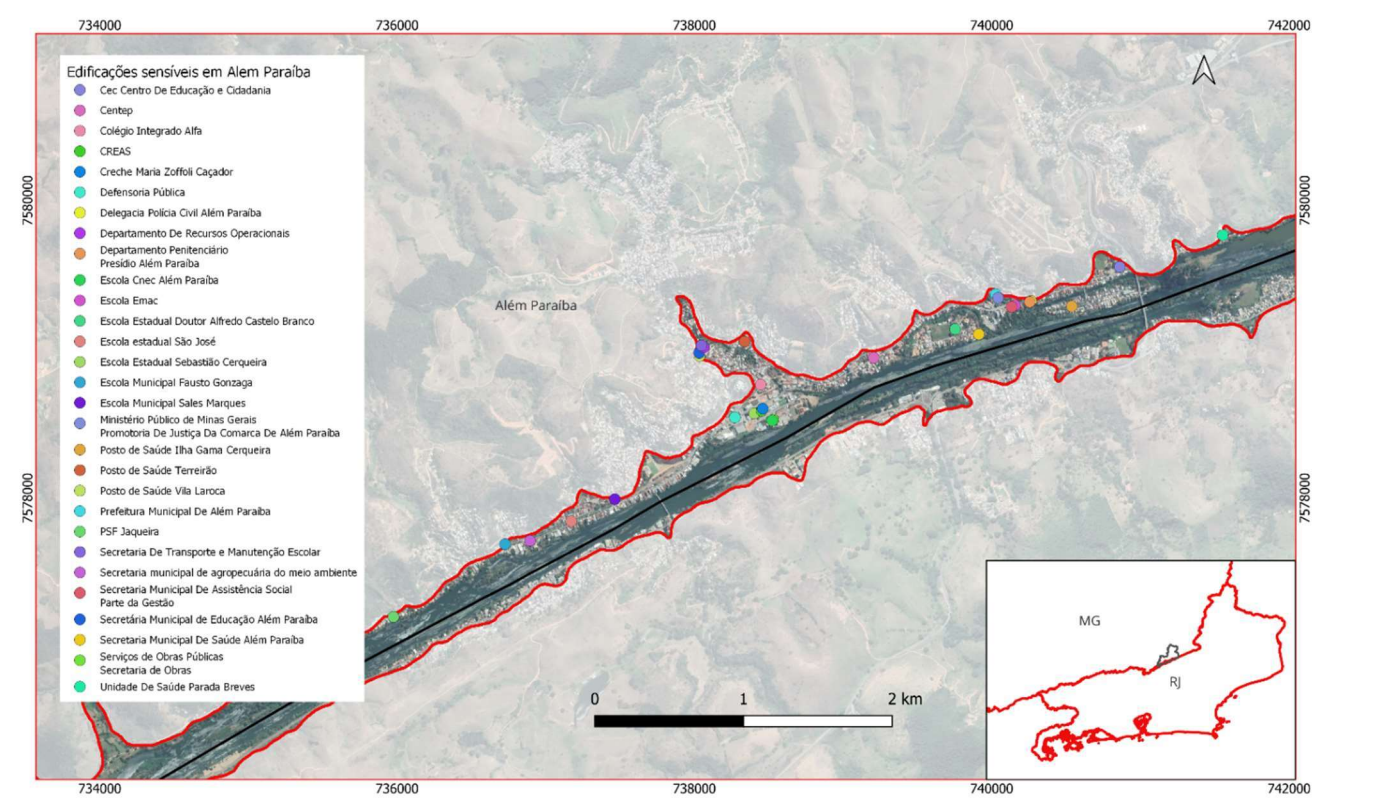 734000
736000
738000
740000
742000
Edificações sensíveis em Alem Paraíba
Cec Centro De Educação e Cidadania
Centep
Colégio Integrado Alfa
CREAS
Creche Maria Zoffoli Caçador
Defensoria Pública
Delegacia Polícia Civil Além Paraíba
Departamento De Recursos Operacionais
Departamento Penitenciário
Presídio Além Paraíba
Escola Cnec Além Paraíba
Escola Emac
Escola Estadual Doutor Alfredo Castelo Branco
Escola estadual São José
Escola Estadual Sebastião Cerqueira
Escola Municipal Fausto Gonzaga
Escola Municipal Sales Marques
Ministério Público de Minas Gerais
Promotoria De Justiça Da Comarca De Além Paraíba
Posto de Saúde Ilha Gama Cerqueira
Posto de Saúde Terreirão
Posto de Saúde Vila Laroca
Prefeitura Municipal De Além Paraíba
PSF Jaqueira
Secretaria De Transporte e Manutenção Escolar
Secretaria municipal de agropecuária do meio ambiente
Secretaria Municipal De Assistência Social
Parte da Gestão
Secretária Municipal de Educação Além Paraíba
Secretaria Municipal De Saúde Além Paraíba
Serviços de Obras Públicas
Secretaria de Obras
Unidade De Saúde Parada Breves
7580000
7578000
Além Paraíba
7580000
7578000
0 1 2 km
MG
RJ
734000
736000
738000
740000
742000